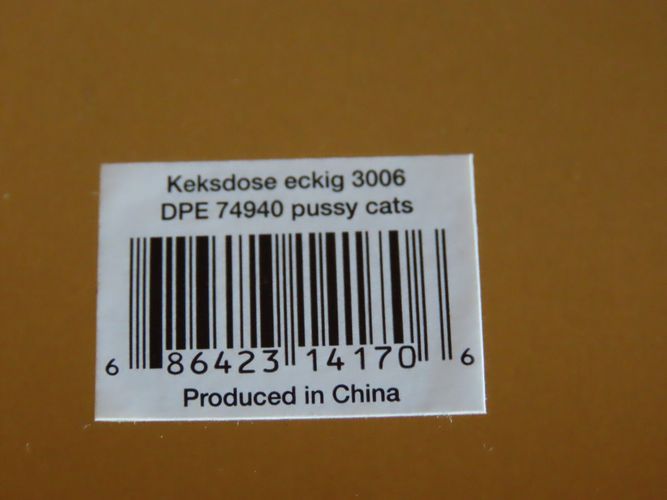 Keksdose eckig 3006
DPE 74940 pussy cats
6 86423 14170 6
Produced in China